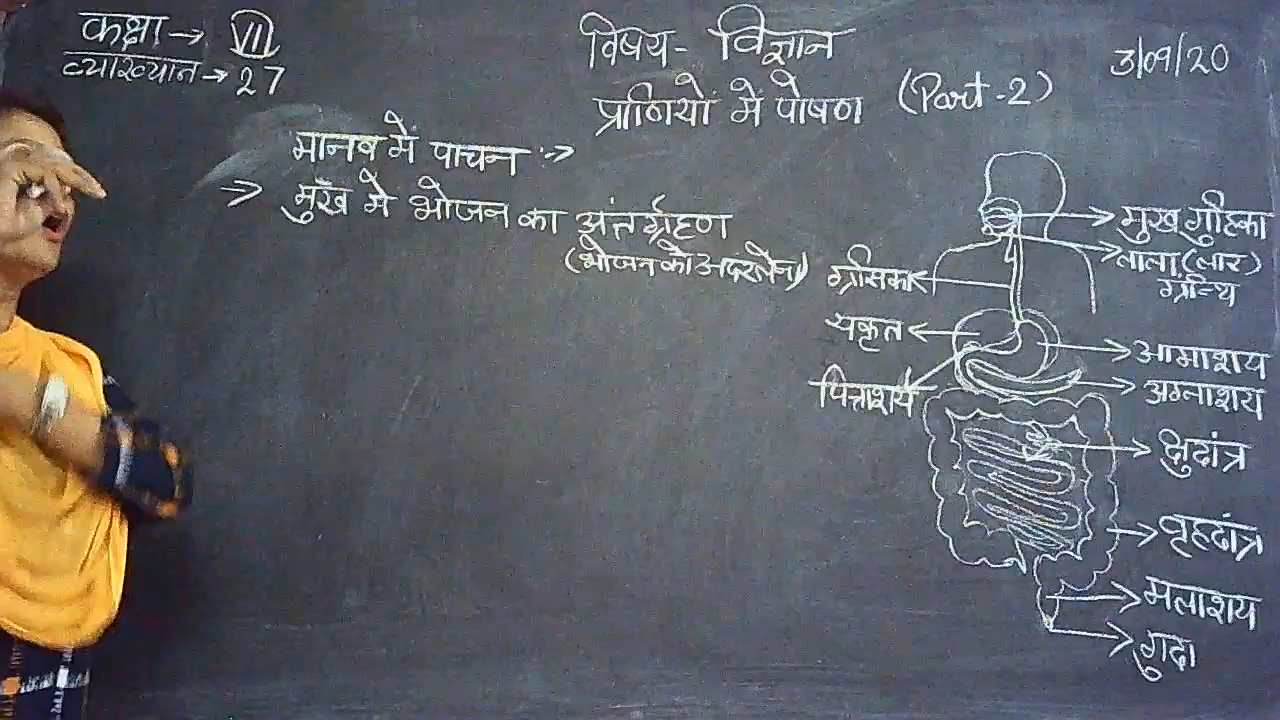 कक्षा → VII
व्याख्यान → 27
विषय - विज्ञान
3/09/20
प्राणियों में पोषण (Part-2)
मानव में पाचन :->
=> मुख मे भोजन का अंतर्ग्रहण
(भोजन को अंदर लेना)
मुख गुहिका
लाला (लार)
ग्रन्थि
ग्रसिका
यकृत
पित्ताशय
आमाशय
अग्नाशय
क्षुदांत्र
वृहदांत्र
मलाशय
गुदा